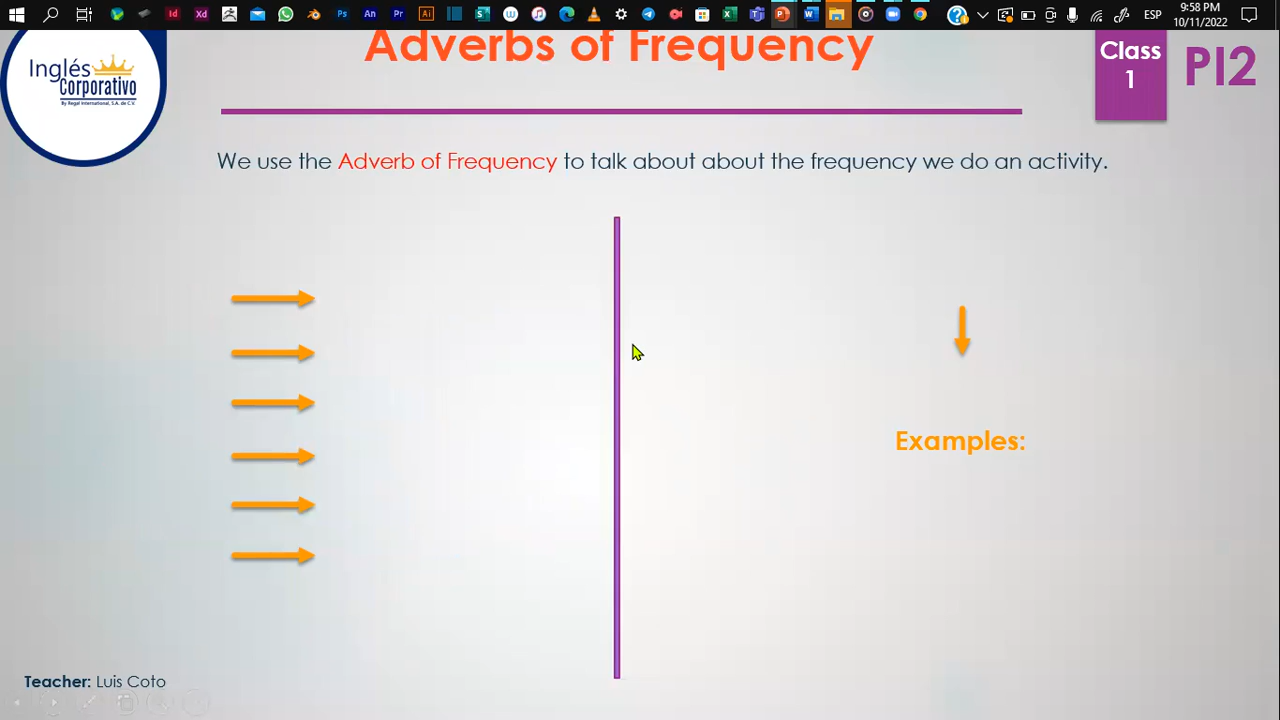 9:58 PM
ESP
10/11/2022
Adverbs of Frequency
Class
1
PI2
Inglés
Corporativo
By Regal International, S.A. de C.V.
We use the Adverb of Frequency to talk about about the frequency we do an activity.
Examples:
Teacher: Luis Coto